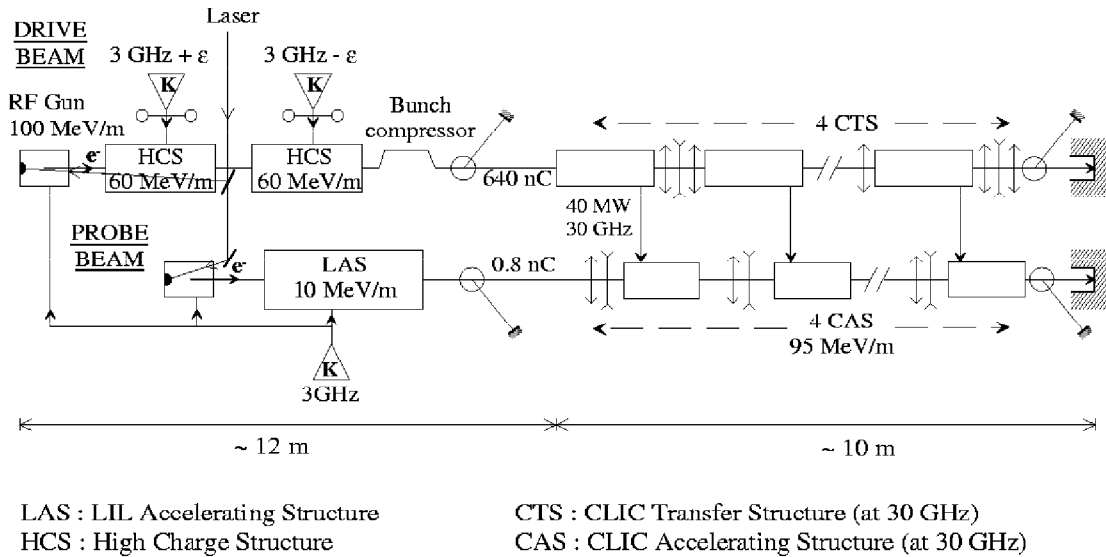 Laser
DRIVE
BEAM
3 GHz + ε
3 GHz - ε
K
K
RF Gun
100 MeV/m
Bunch
compressor
4 CTS
e-
HCS
60 MeV/m
HCS
60 MeV/m
640 nC
40 MW
30 GHz
PROBE
BEAM
e-
LAS
10 MeV/m
0.8 nC
4 CAS
95 MeV/m
K
3GHz
~ 12 m
~ 10 m
LAS : LIL Accelerating Structure
HCS : High Charge Structure
CTS : CLIC Transfer Structure (at 30 GHz)
CAS : CLIC Accelerating Structure (at 30 GHz)